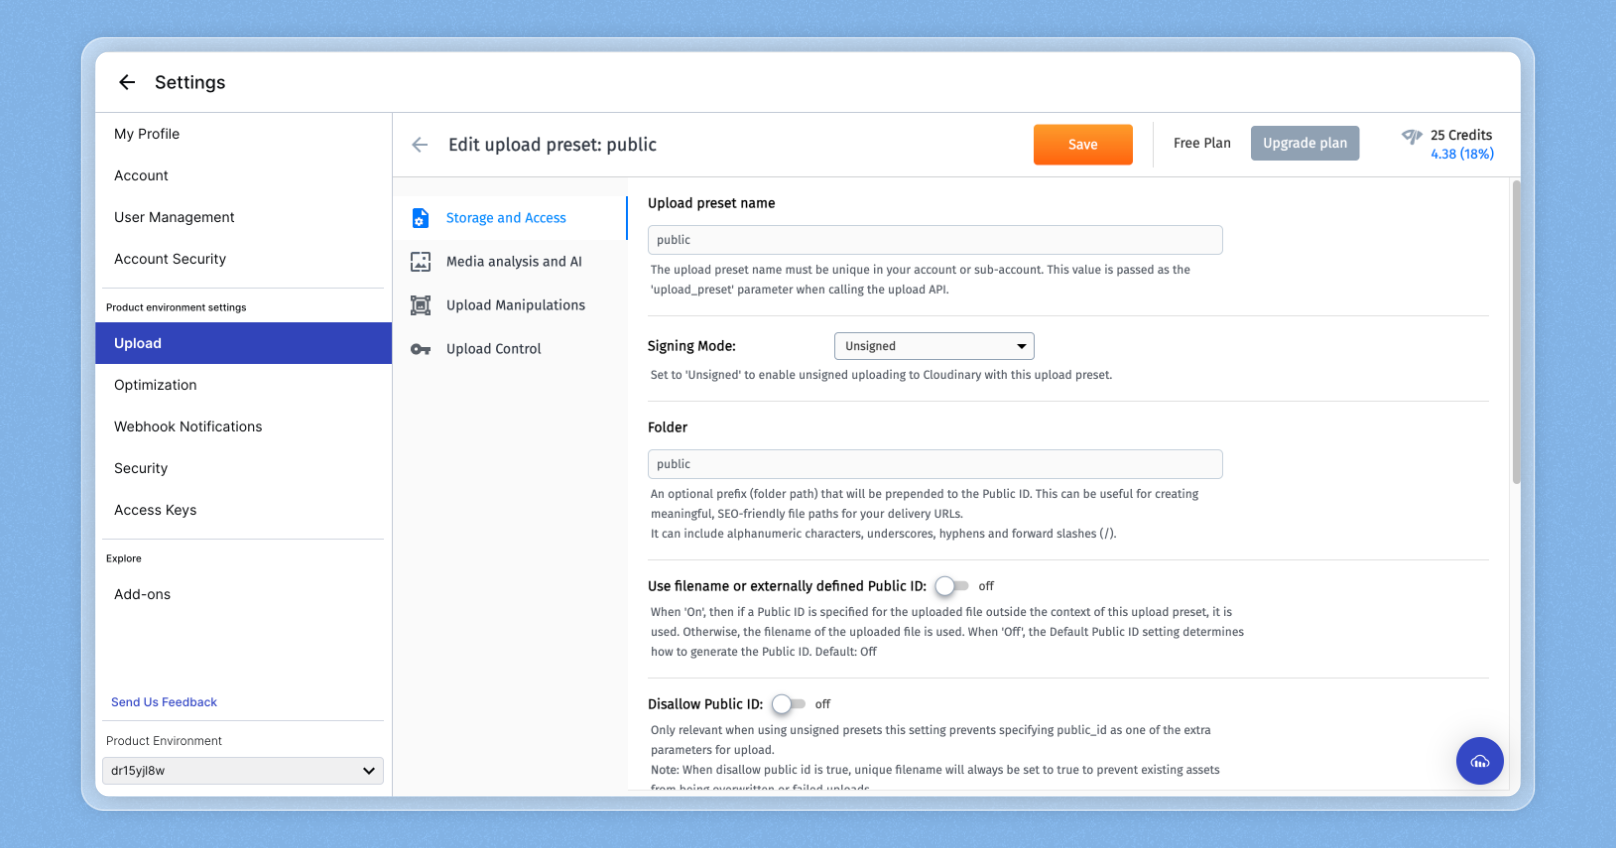 Settings
My Profile
Account
User Management
Account Security
Product environment settings
Upload
Optimization
Webhook Notifications
Security
Access Keys
Explore
Add-ons
Send Us Feedback
Product Environment
dr15yjl8w
Edit upload preset: public
Save
Free Plan
Upgrade plan
25 Credits
4.38 (18%)
Storage and Access
Media analysis and AI
Upload Manipulations
Upload Control
Upload preset name
public
The upload preset name must be unique in your account or sub-account. This value is passed as the
'upload_preset' parameter when calling the upload API.
Signing Mode:
Unsigned
Set to 'Unsigned' to enable unsigned uploading to Cloudinary with this upload preset.
Folder
public
An optional prefix (folder path) that will be prepended to the Public ID. This can be useful for creating
meaningful, SEO-friendly file paths for your delivery URLs.
It can include alphanumeric characters, underscores, hyphens and forward slashes (/).
Use filename or externally defined Public ID: off
When 'On', then if a Public ID is specified for the uploaded file outside the context of this upload preset, it is
used. Otherwise, the filename of the uploaded file is used. When 'Off', the Default Public ID setting determines
how to generate the Public ID. Default: Off
Disallow Public ID: off
Only relevant when using unsigned presets this setting prevents specifying public_id as one of the extra
parameters for upload.
Note: When disallow public id is true, unique filename will always be set to true to prevent existing assets
from being overwritten or failed uploads.